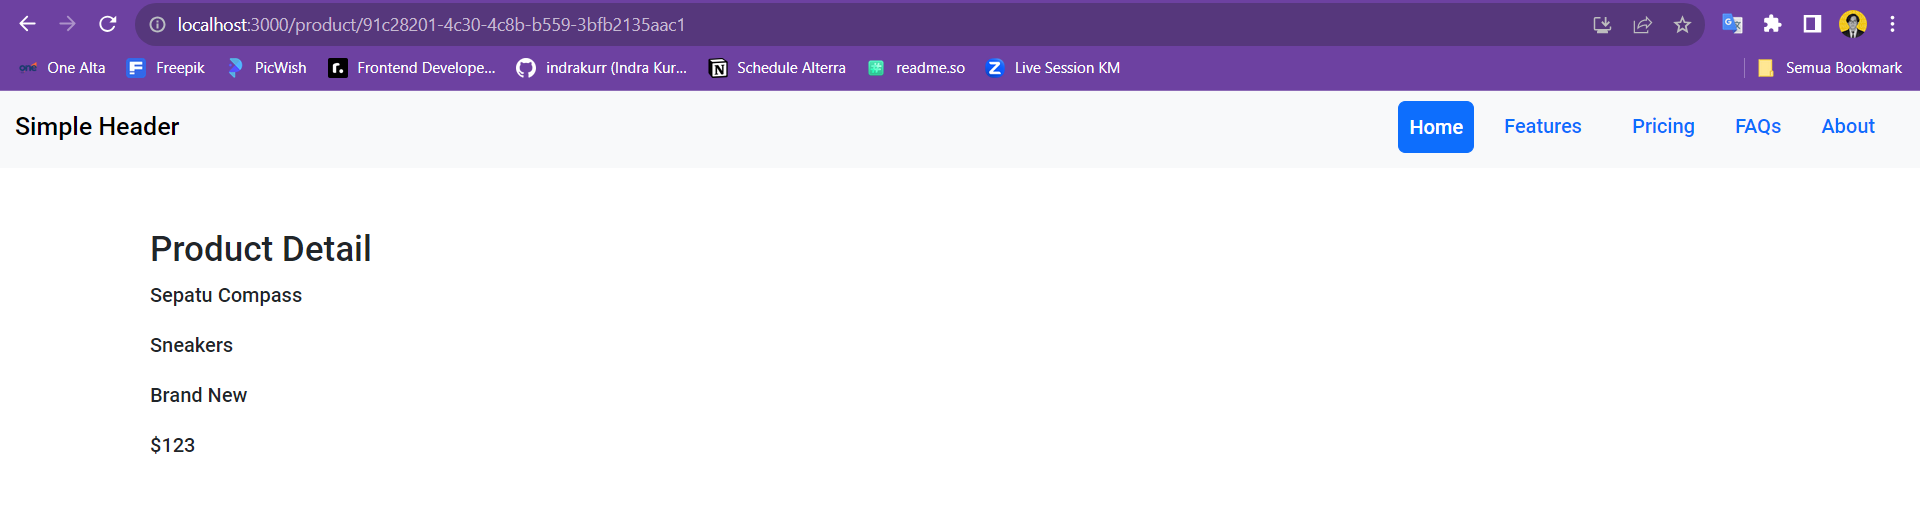 localhost:3000/product/91c28201-4c30-4c8b-b559-3bfb2135aac1
One Alta Freepik PicWish Frontend Develope... indrakurr (Indra Kur... Schedule Alterra readme.so Live Session KM Semua Bookmark
Simple Header Home Features Pricing FAQs About
Product Detail
Sepatu Compass
Sneakers
Brand New
$123